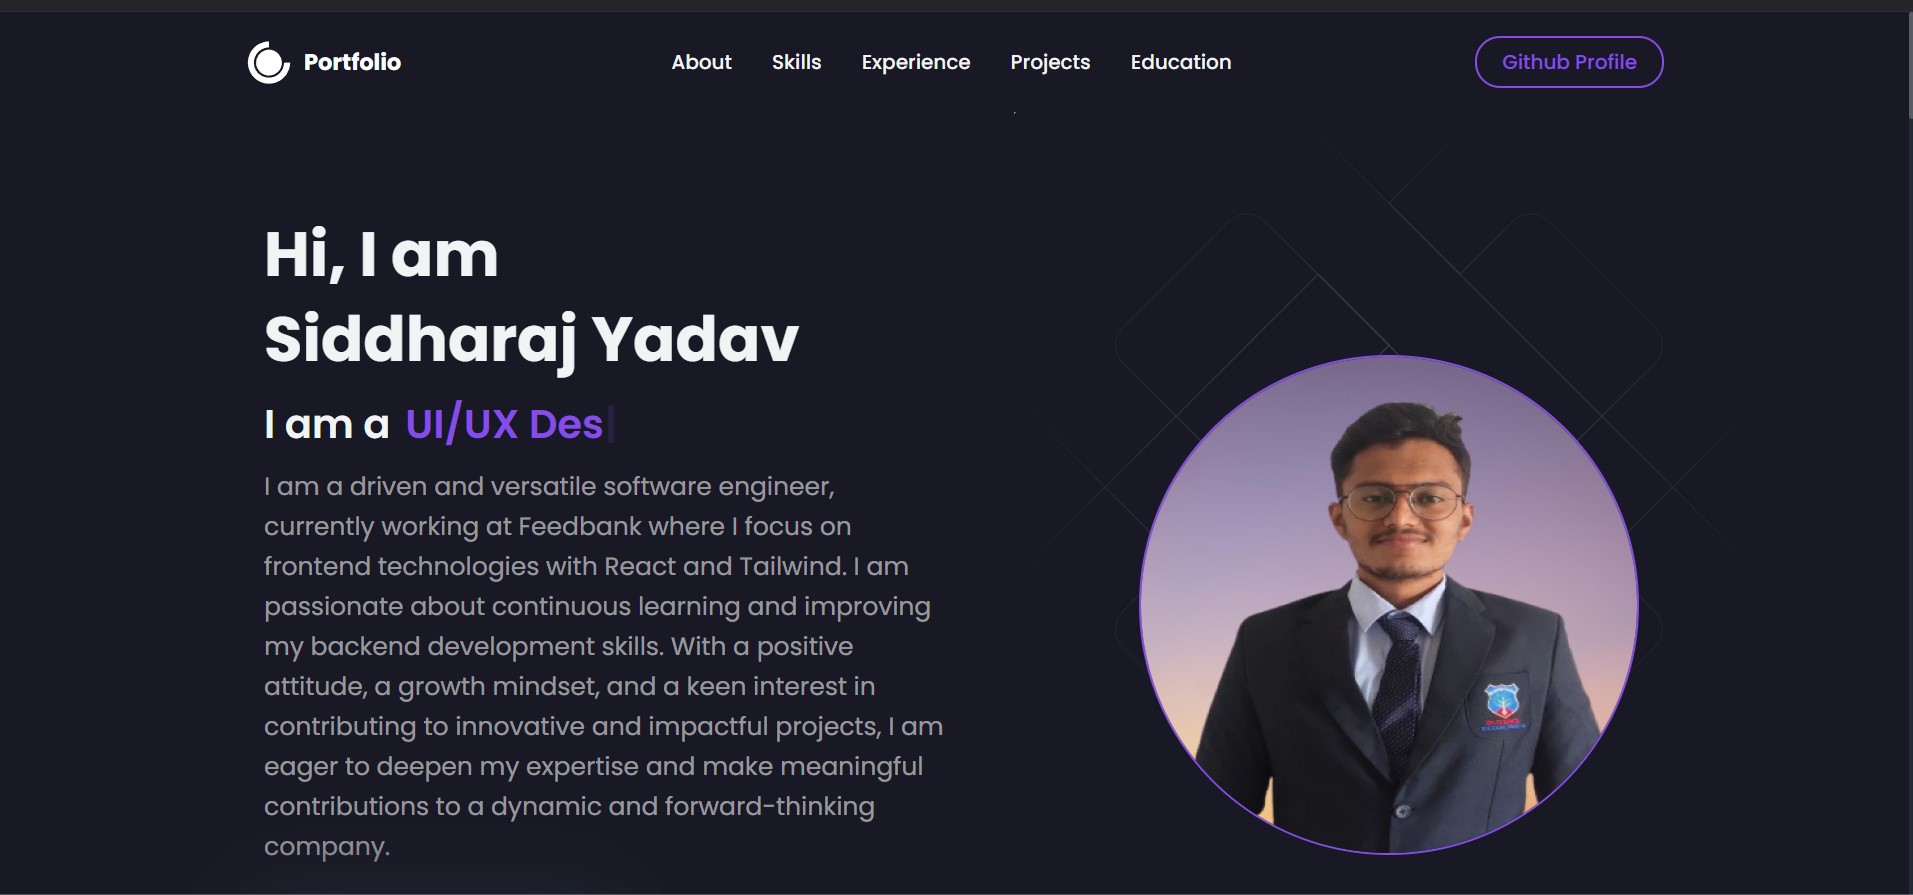 Portfolio
About Skills Experience Projects Education
Github Profile
Hi, I am
Siddharaj Yadav
I am a UI/UX Des
I am a driven and versatile software engineer,
currently working at Feedbank where I focus on
frontend technologies with React and Tailwind. I am
passionate about continuous learning and improving
my backend development skills. With a positive
attitude, a growth mindset, and a keen interest in
contributing to innovative and impactful projects, I am
eager to deepen my expertise and make meaningful
contributions to a dynamic and forward-thinking
company.